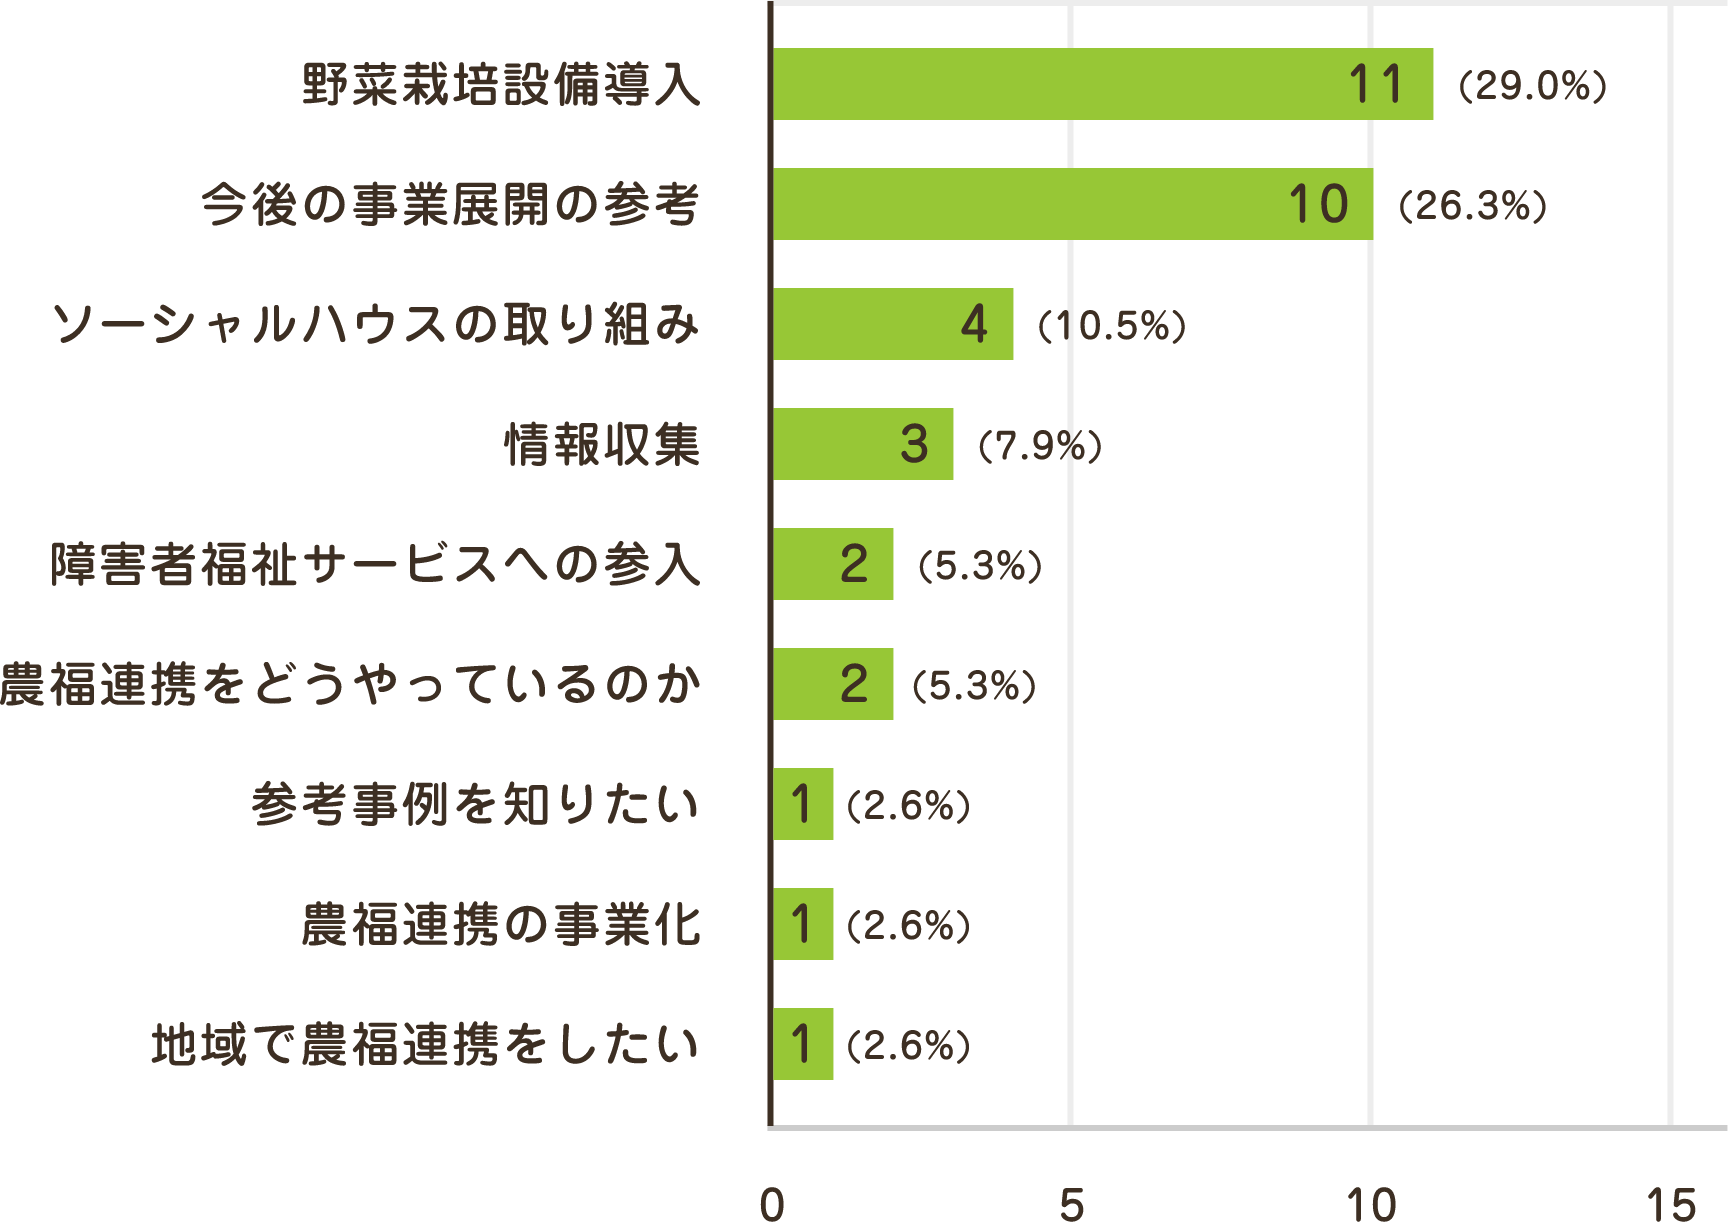 野菜栽培設備導入 11 (29.0%)
今後の事業展開の参考 10 (26.3%)
ソーシャルハウスの取り組み 4 (10.5%)
情報収集 3 (7.9%)
障害者福祉サービスへの参入 2 (5.3%)
農福連携をどうやっているのか 2 (5.3%)
参考事例を知りたい 1 (2.6%)
農福連携の事業化 1 (2.6%)
地域で農福連携をしたい 1 (2.6%)
0 5 10 15